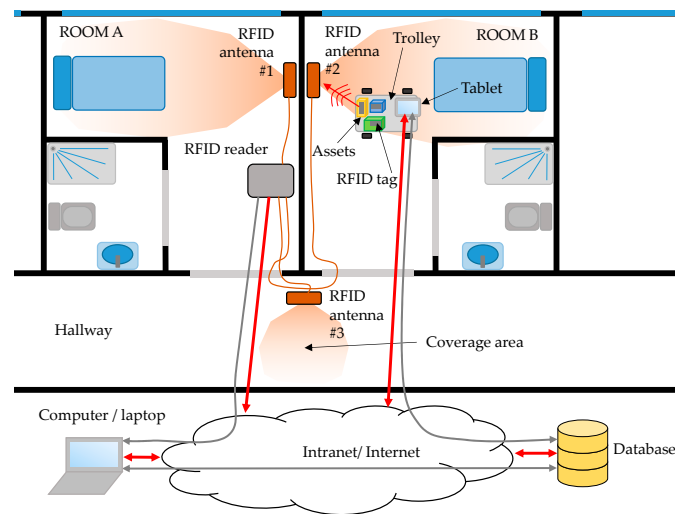 ROOM A
RFID
antenna
#1
RFID
antenna
#2
Trolley
ROOM B
Tablet
Assets
RFID tag
RFID reader
RFID
antenna
#3
Hallway
Coverage area
Computer / laptop
Intranet/ Internet
Database